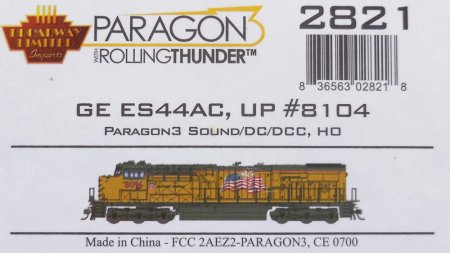 BROADWAY
LIMITED
Imports
PARAGON3
WITH ROLLINGTHUNDER™
2821
8 36563 02821 8
GE ES44AC, UP #8104
PARAGON3 SOUND/DC/DCC, HO
8096
Made in China - FCC 2AEZ2-PARAGON3, CE 0700